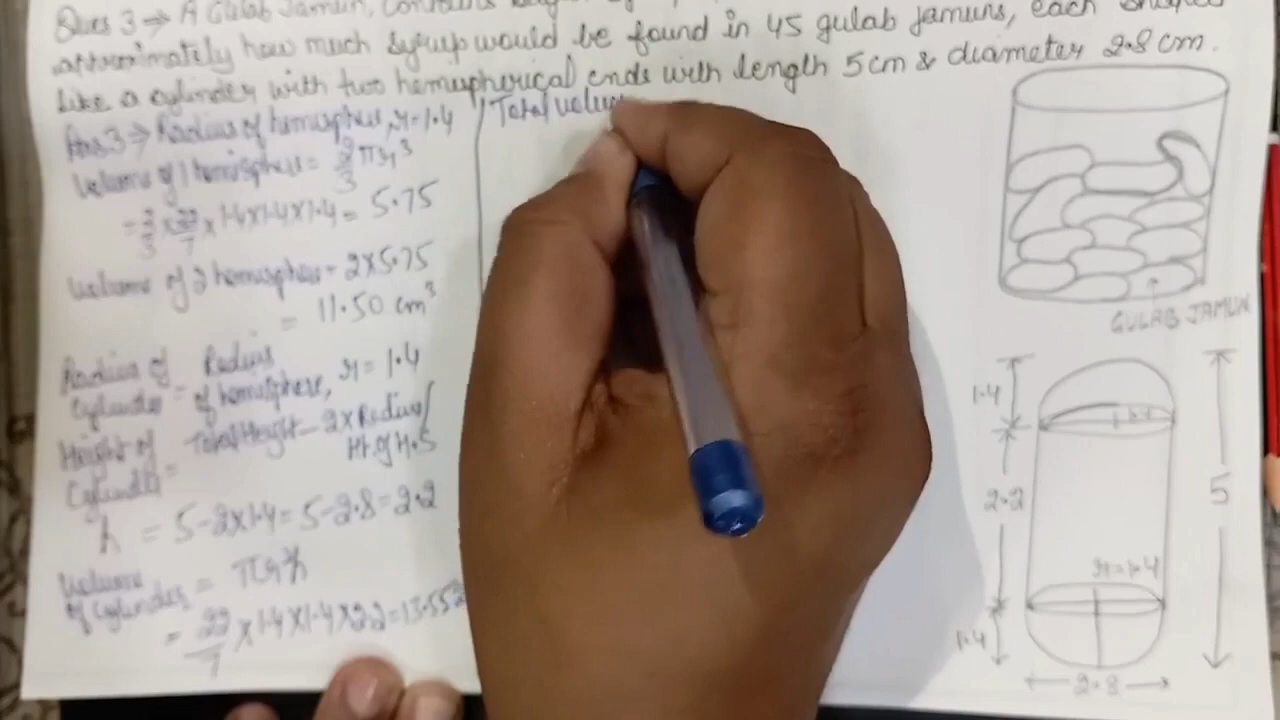 Ques 3 → A Gulab Jamun, contains
approximately how much syrup would be found in 45 gulab jamuns, each shaped
like a cylinder with two hemispherical ends with length 5 cm & diameter 2.8 cm.
Ans 3 → Radius of hemisphere, r = 1.4
Volume of 1 hemisphere = 2/3 πr³
= 2/3 × 22/7 × 1.4×1.4×1.4 = 5.75
Volume of 2 hemisphere = 2×5.75
= 11.50 cm³
Radius of Cylinder = Radius of hemisphere, r = 1.4
Height of Cylinder = Total Height - 2× Radius/Ht. of H.S
h = 5-2×1.4 = 5-2.8 = 2.2
Volume of Cylinder = πr²h
= 22/7 × 1.4×1.4×2.2 = 13.552
Total Volum
GULAB JAMUN
1.4
2.2
5
r=1.4
1.4
2.8